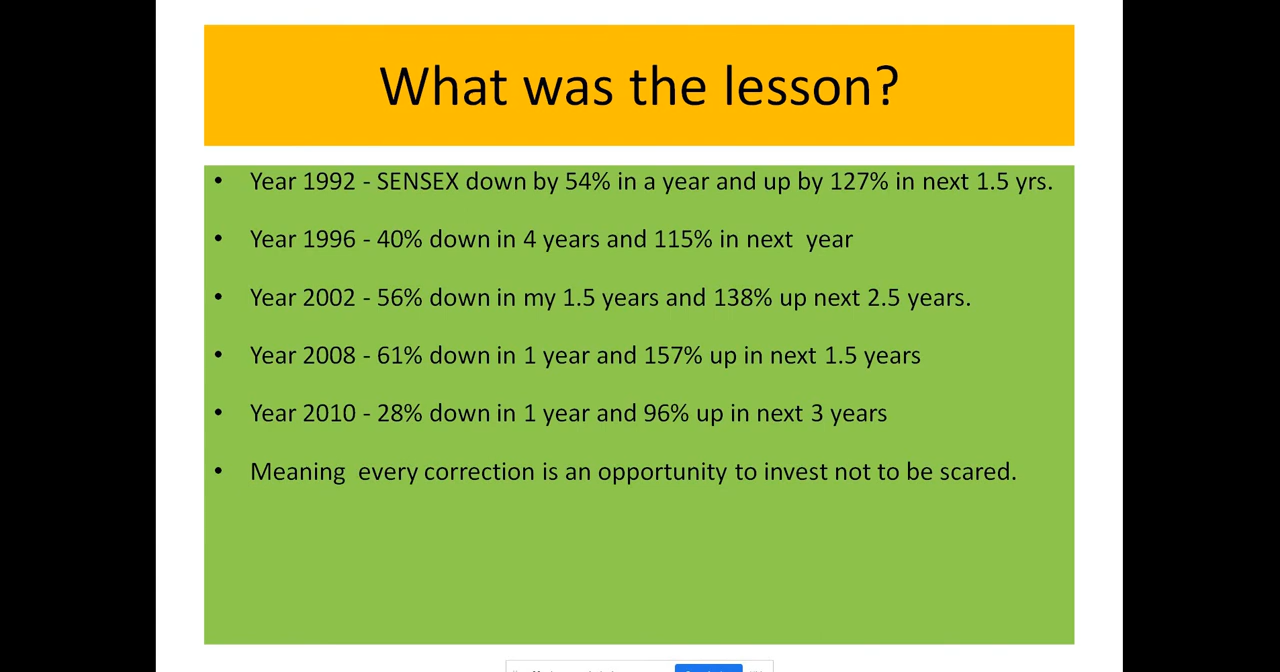 What was the lesson?
• Year 1992 - SENSEX down by 54% in a year and up by 127% in next 1.5 yrs.
• Year 1996 - 40% down in 4 years and 115% in next  year
• Year 2002 - 56% down in my 1.5 years and 138% up next 2.5 years.
• Year 2008 - 61% down in 1 year and 157% up in next 1.5 years
• Year 2010 - 28% down in 1 year and 96% up in next 3 years
• Meaning  every correction is an opportunity to invest not to be scared.